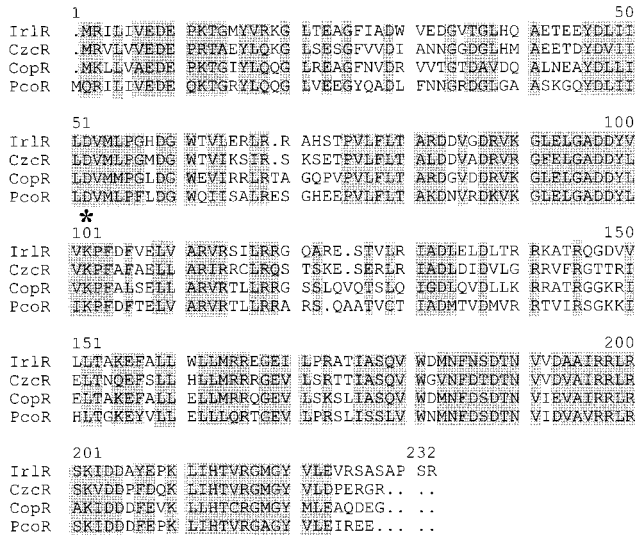 1 50
IrlR .MRILIVEDE PKTGMYVRKG LTEAGFIADW VEDGVTGLHQ AETEEYDLII
CzcR .MRVLVVEDE PRTAEYLQKG LSESGFVVDI ANNGGDGLHM AEETDYDVII
CopR .MKLLVAEDE PKTGIYLQQG LREAGFNVDR VVTGTDAVDQ ALNEAYDLLI
PcoR MQRILIVEDE QKTGRYLQQG LVEEGYQADL FNNGRDGLGA ASKGQYDLII
51 100
IrlR LDVMLPGHDG WTVLERLR.R AHSTPVLFLT ARDDVGDRVK GLELGADDYV
CzcR LDVMLPGMDG WTVIKSIR.S KSETPVLFLT ALDDVADRVR GFELGADDYL
CopR LDVMMPGLDG WEVIRRLRTA GQPVPVLFLT ARDGVDDRVK GLELGADDYL
PcoR LDVMLPFLDG WQIISALRES GHEEPVLFLT AKDNVRDKVK GLELGADDYL
*
101 150
IrlR VKPFDFVELV ARVRSILRRG QARE.STVLR IADLELDLTR RKATRQGDVV
CzcR VKPFAFAELL ARIRRCLRQS TSKE.SERLR IADLDIDVLG RRVFRGTTRI
CopR VKPFALSELL ARVRTLLRRG SSLQVQTSLQ IGDLQVDLLK RRATRGGKRI
PcoR IKPFDFTELV ARVRTLLRRA RS.QAATVCT IADMTVDMVR RTVIRSGKKI
151 200
IrlR LLTAKEFALL WLLMRREGEI LPRATIASQV WDMNFNSDTN VVDAAIRRLR
CzcR ELTNQEFSLL HLLMRRRGEV LSRTTIASQV WGVNFDTDTN VVDVAIRRLR
CopR ELTAKEFALL ELLMRRQGEV LSKSLIASQV WDMNFDSDTN VIEVAIRRLR
PcoR HLTGKEYVLL ELLLQRTGEV LPRSLISSLV WNMNFDSDTN VIDVAVRRLR
201 232
IrlR SKIDDAYEPK LIHTVRGMGY VLEVRSASAP SR
CzcR SKVDDPFDQK LIHTVRGMGY VLDPERGR.. ..
CopR AKIDDDFEVK LLHTCRGMGY MLEAQDEG.. ..
PcoR SKIDDDFEPK LIHTVRGAGY VLEIREE... ..